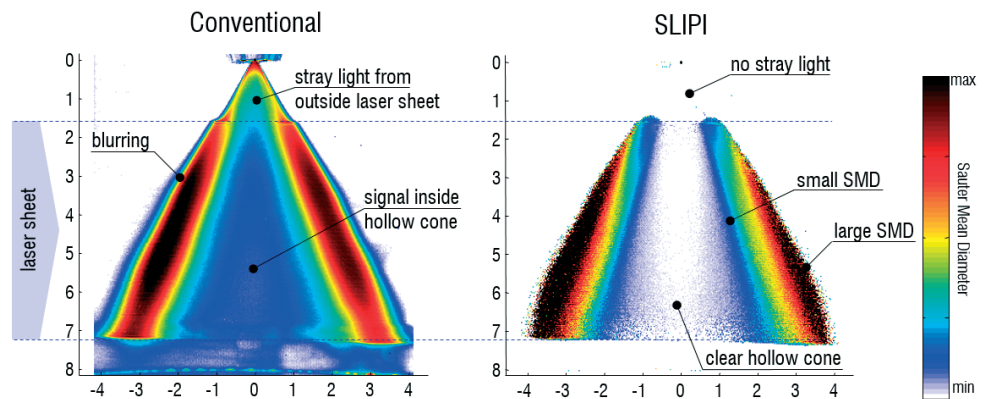 Conventional
SLIPI
0
1
2
3
4
5
6
7
8
-4
-3
-2
-1
0
1
2
3
4
stray light from
outside laser sheet
blurring
signal inside
hollow cone
laser sheet
0
1
2
3
4
5
6
7
8
-4
-3
-2
-1
0
1
2
3
4
no stray light
small SMD
large SMD
clear hollow cone
max
Sauter Mean Diameter
min